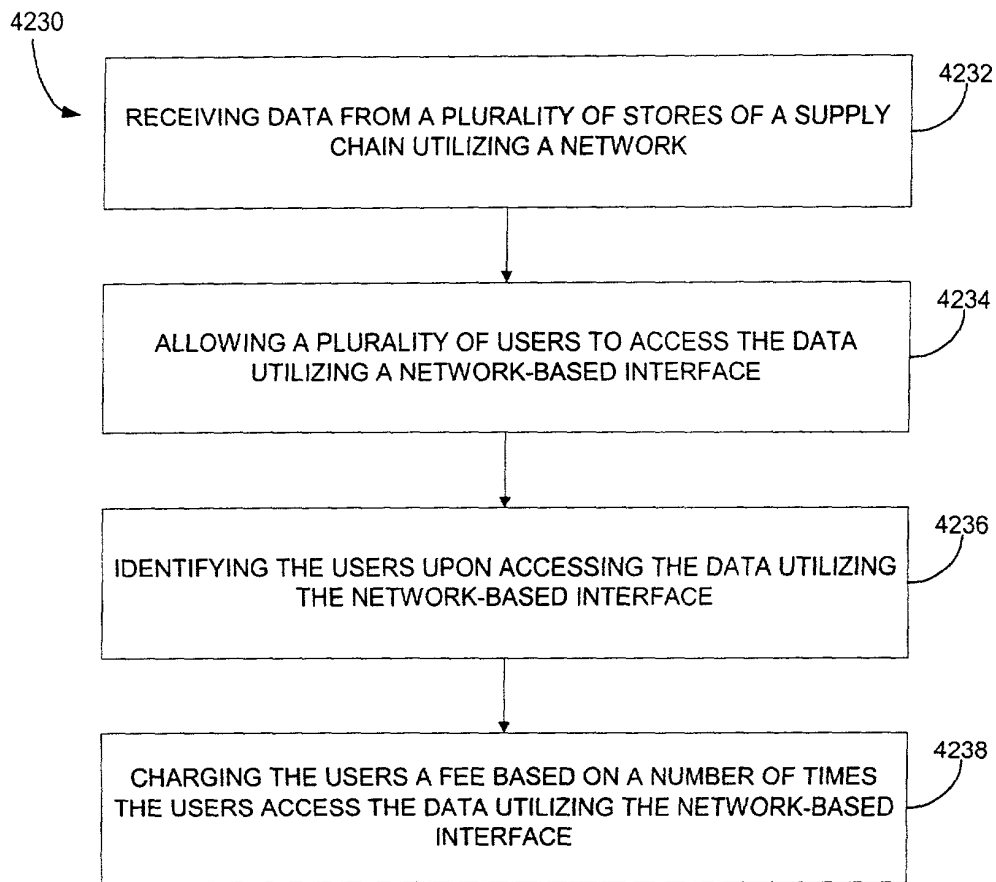 4230
4232
RECEIVING DATA FROM A PLURALITY OF STORES OF A SUPPLY
CHAIN UTILIZING A NETWORK
4234
ALLOWING A PLURALITY OF USERS TO ACCESS THE DATA
UTILIZING A NETWORK-BASED INTERFACE
4236
IDENTIFYING THE USERS UPON ACCESSING THE DATA UTILIZING
THE NETWORK-BASED INTERFACE
4238
CHARGING THE USERS A FEE BASED ON A NUMBER OF TIMES
THE USERS ACCESS THE DATA UTILIZING THE NETWORK-BASED
INTERFACE